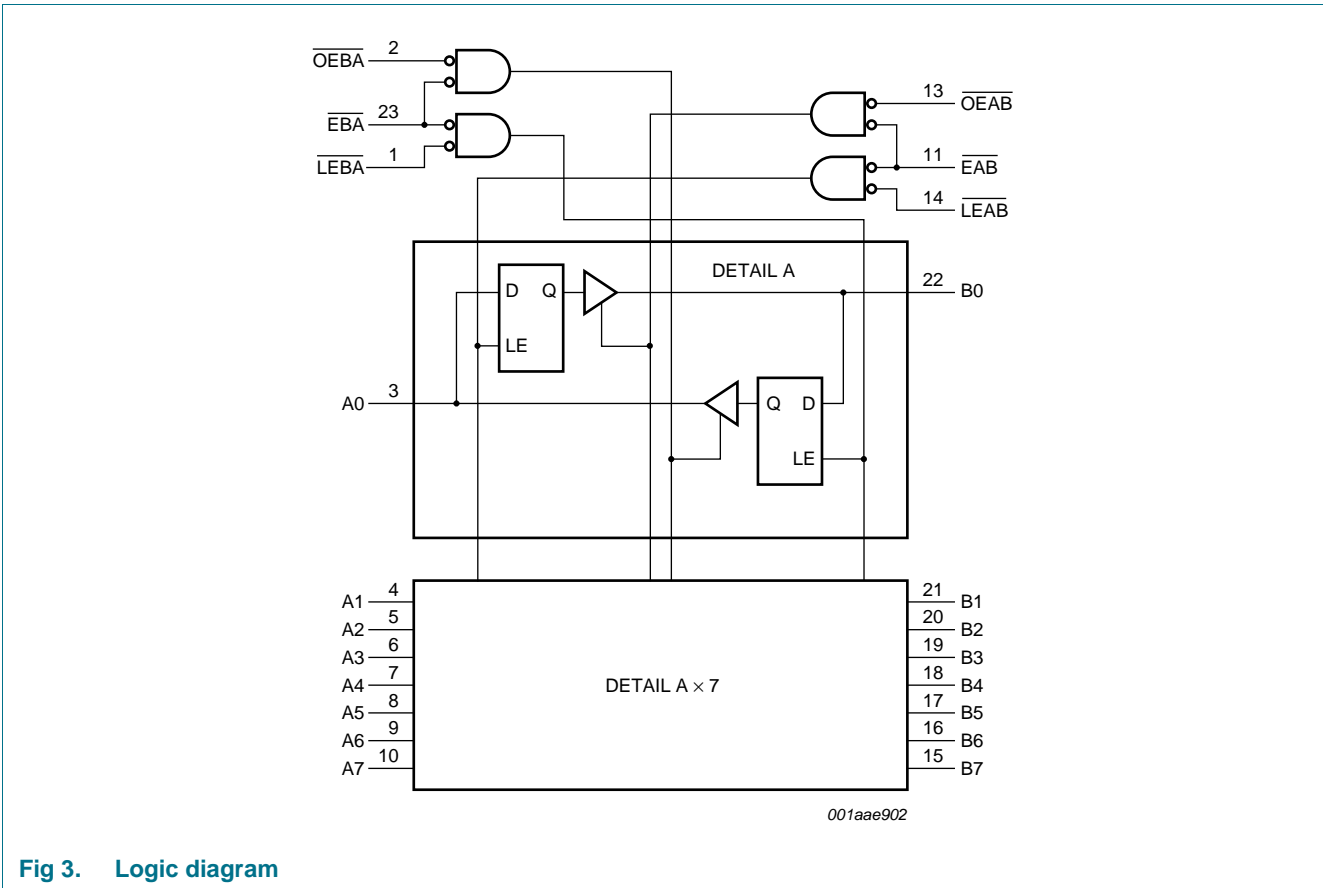 OEBA 2
EBA 23
LEBA 1
13 OEAB
11 EAB
14 LEAB
DETAIL A
D Q
LE
22 B0
A0 3
Q D
LE
A1 4
A2 5
A3 6
A4 7
A5 8
A6 9
A7 10
DETAIL A × 7
21 B1
20 B2
19 B3
18 B4
17 B5
16 B6
15 B7
001aae902
Fig 3. Logic diagram